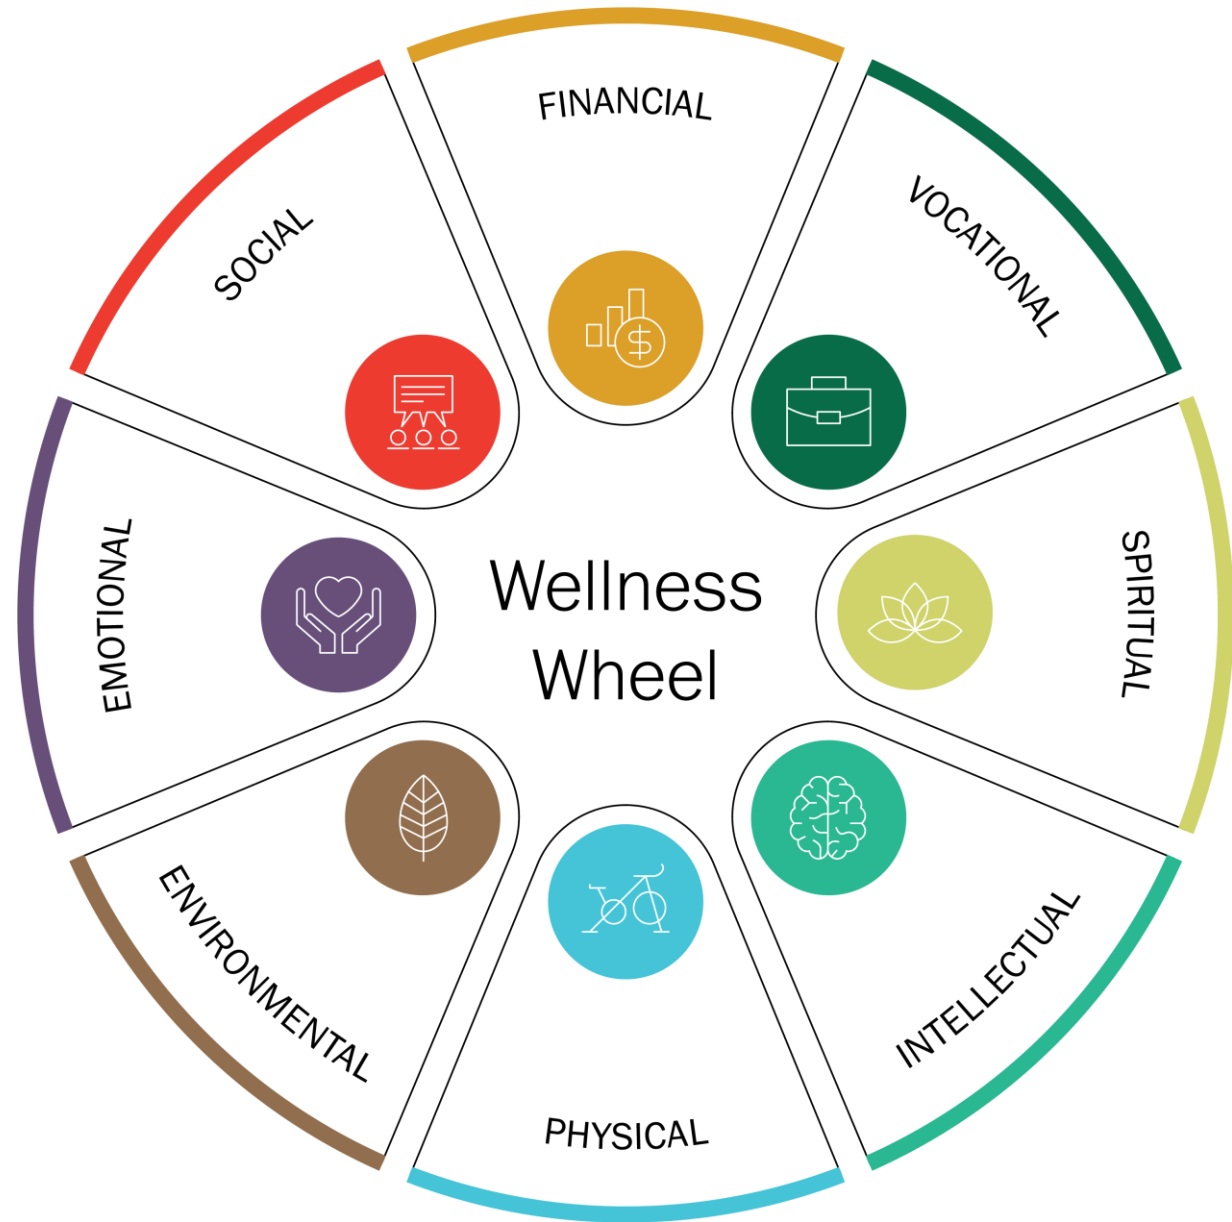 FINANCIAL
VOCATIONAL
SPIRITUAL
INTELLECTUAL
PHYSICAL
ENVIRONMENTAL
EMOTIONAL
SOCIAL
Wellness
Wheel
$